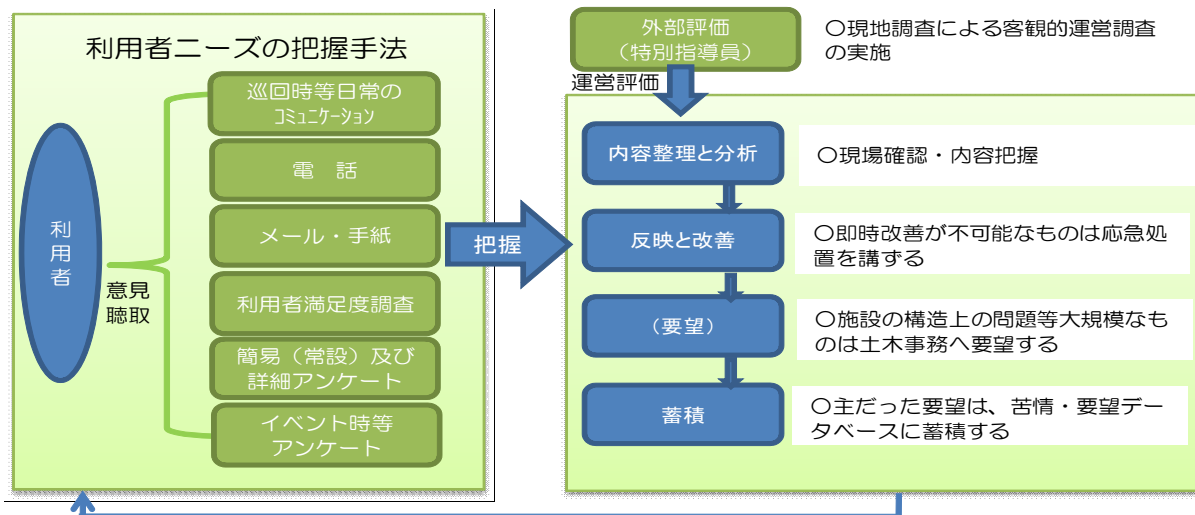 利用者ニーズの把握手法
利
用
者
意見
聴取
巡回時等日常の
ｺﾐｭﾆｹｰｼｮﾝ
電　話
メール・手紙
利用者満足度調査
簡易（常設）及び
詳細アンケート
イベント時等
アンケート
把握
外部評価
（特別指導員）
〇現地調査による客観的運営調査
の実施
運営評価
内容整理と分析
〇現場確認・内容把握
反映と改善
〇即時改善が不可能なものは応急処
置を講ずる
（要望）
〇施設の構造上の問題等大規模なも
のは土木事務へ要望する
蓄積
〇主だった要望は、苦情・要望デー
タベースに蓄積する